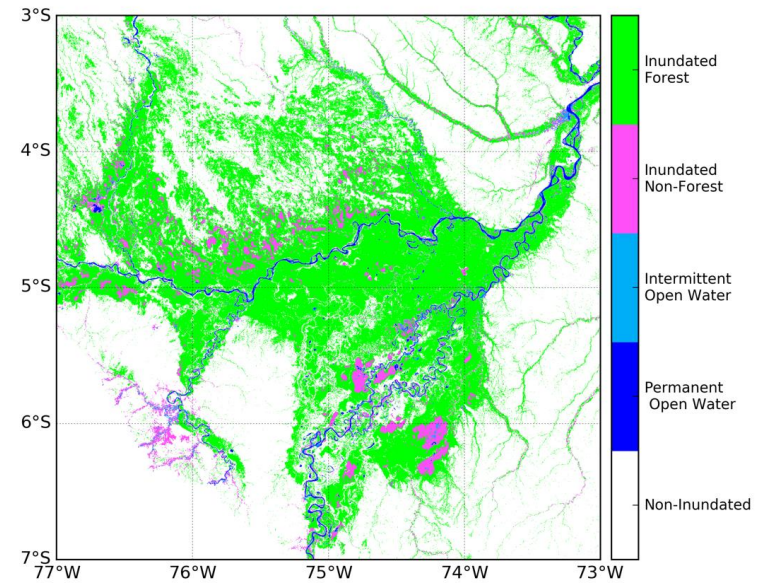 3°S
4°S
5°S
6°S
7°S
77°W
76°W
75°W
74°W
73°W
Inundated
Forest
Inundated
Non-Forest
Intermittent
Open Water
Permanent
Open Water
Non-Inundated